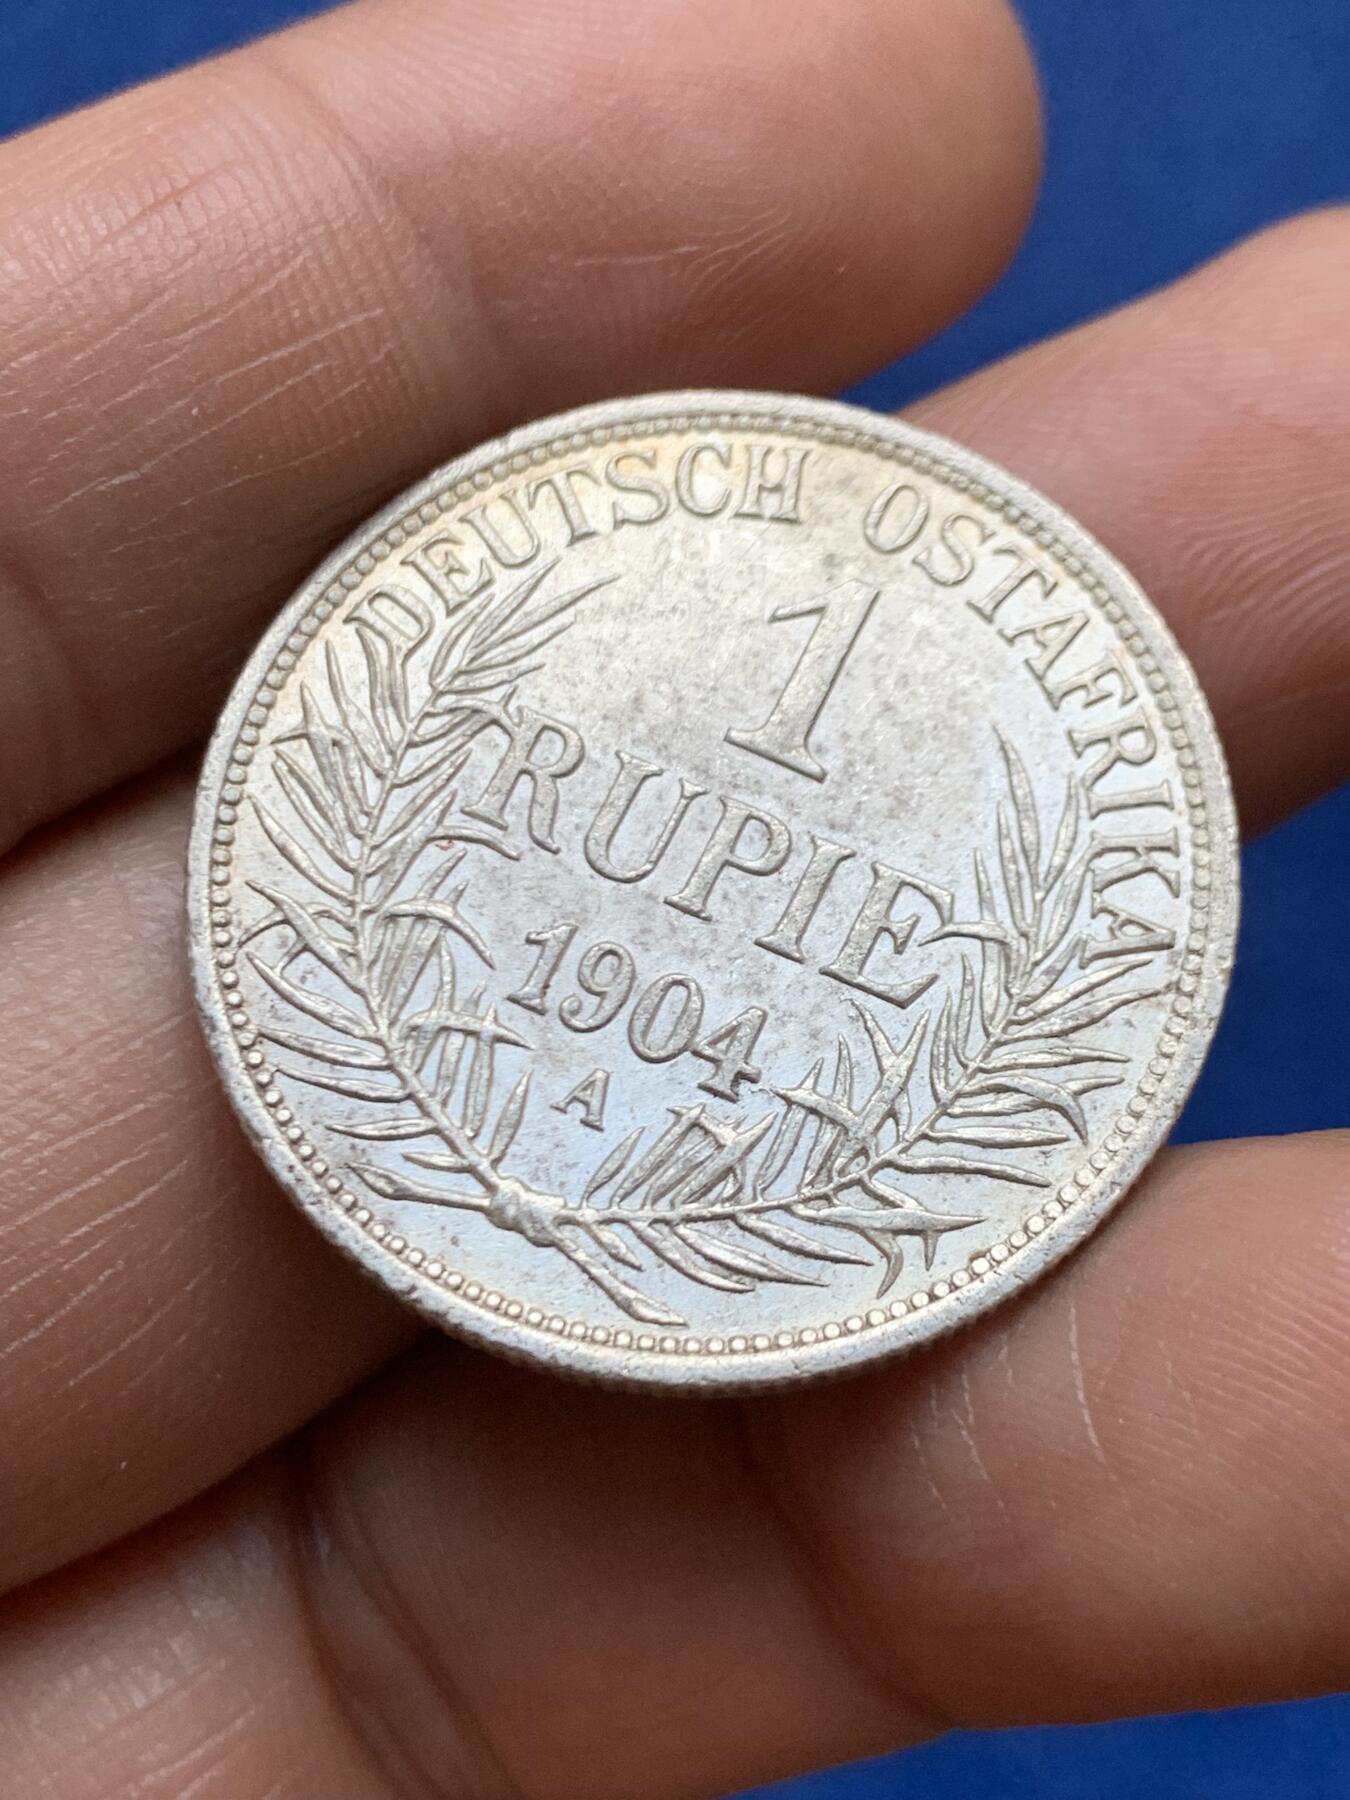 DEUTSCH OSTAFRIKA
1
RUPIE
1904
A